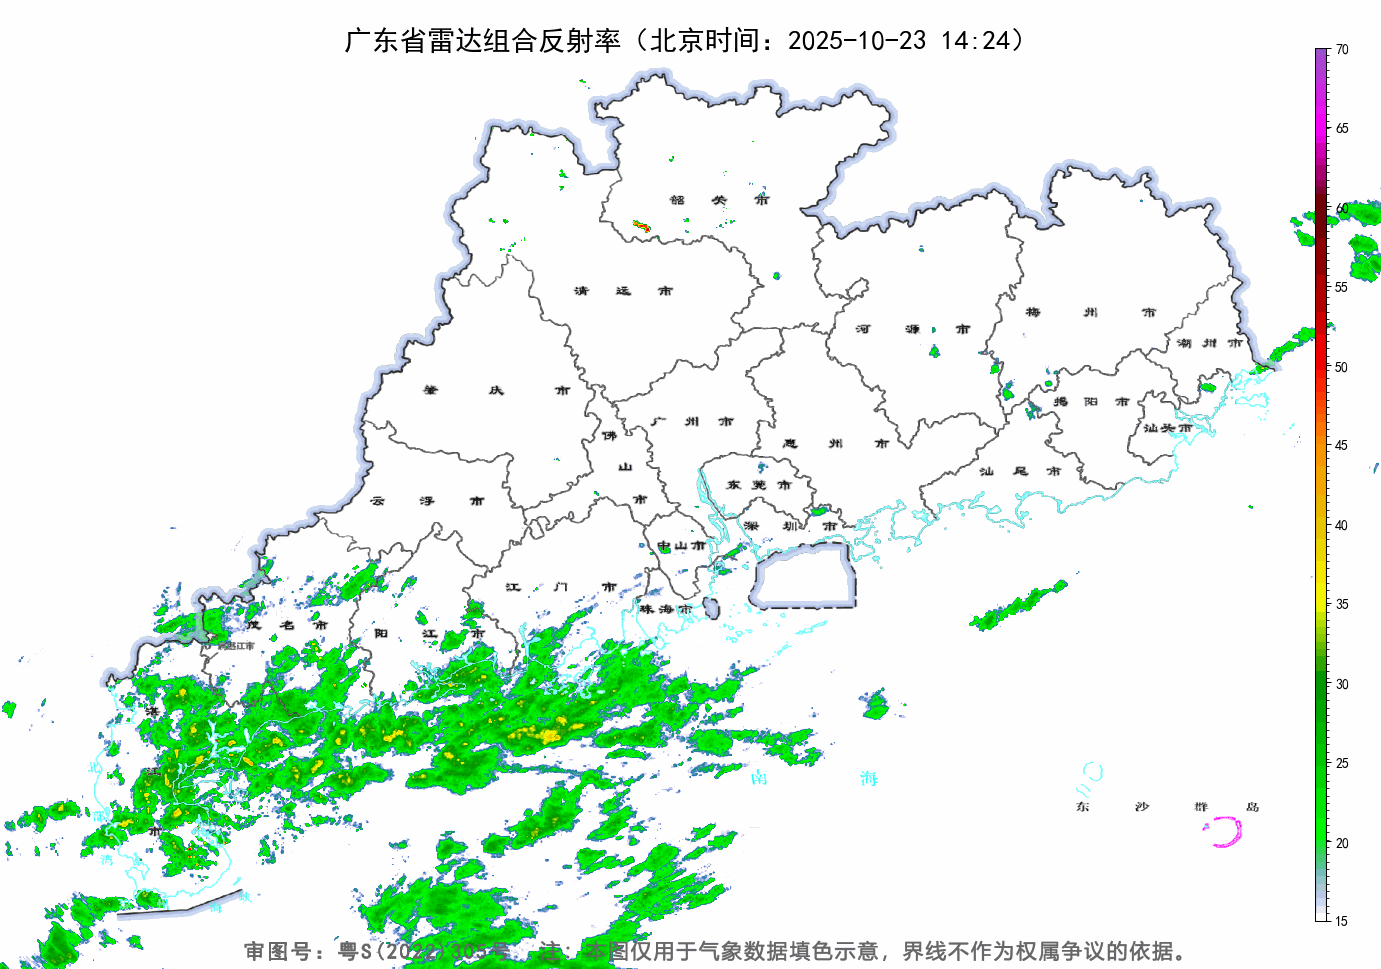 广东省雷达组合反射率（北京时间：2025-10-23 14:24）
70
65
60
55
50
45
40
35
30
25
20
15
韶关市
清远市
河源市
梅州市
潮州市
肇庆市
广州市
揭阳市
汕头市
佛山市
惠州市
汕尾市
云浮市
东莞市
深圳市
中山市
江门市
珠海市
茂名市
阳江市
湛江市
北部湾
南海
东沙群岛
海峡
审图号：粤S(2022)305号 注：本图仅用于气象数据填色示意，界线不作为权属争议的依据。